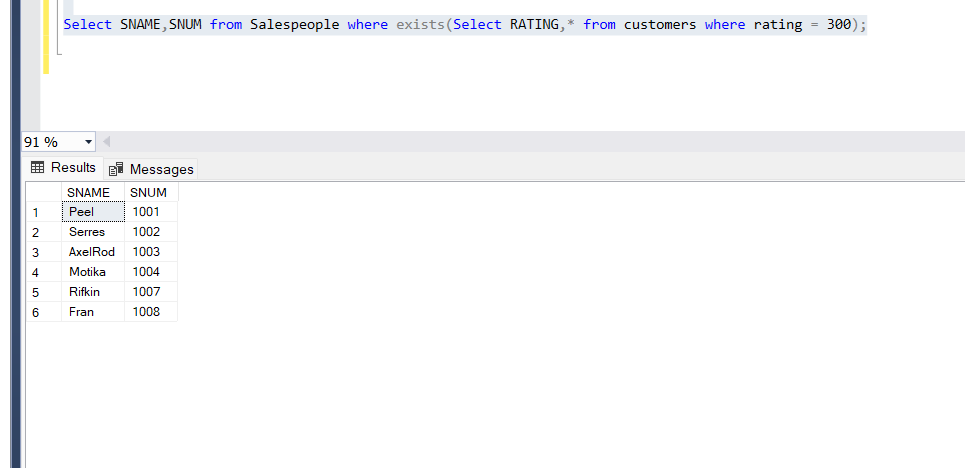 Select SNAME,SNUM from Salespeople where exists(Select RATING,* from customers where rating = 300);
91 %
Results Messages
SNAME SNUM
1 Peel 1001
2 Serres 1002
3 AxelRod 1003
4 Motika 1004
5 Rifkin 1007
6 Fran 1008